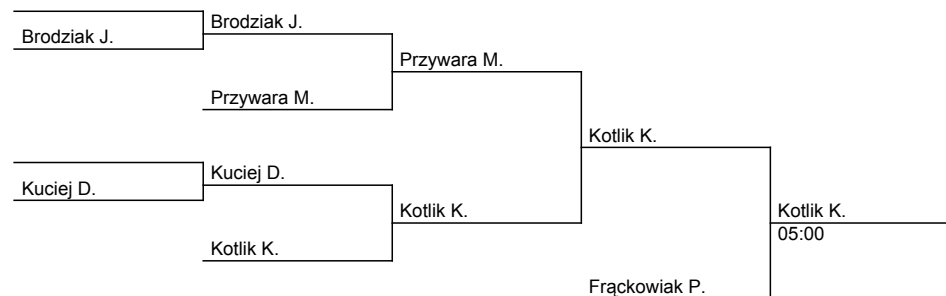 Brodziak J.
Brodziak J.
Przywara M.
Przywara M.
Kotlik K.
Kuciej D.
Kuciej D.
Kotlik K.
Kotlik K.
05:00
Kotlik K.
Frąckowiak P.